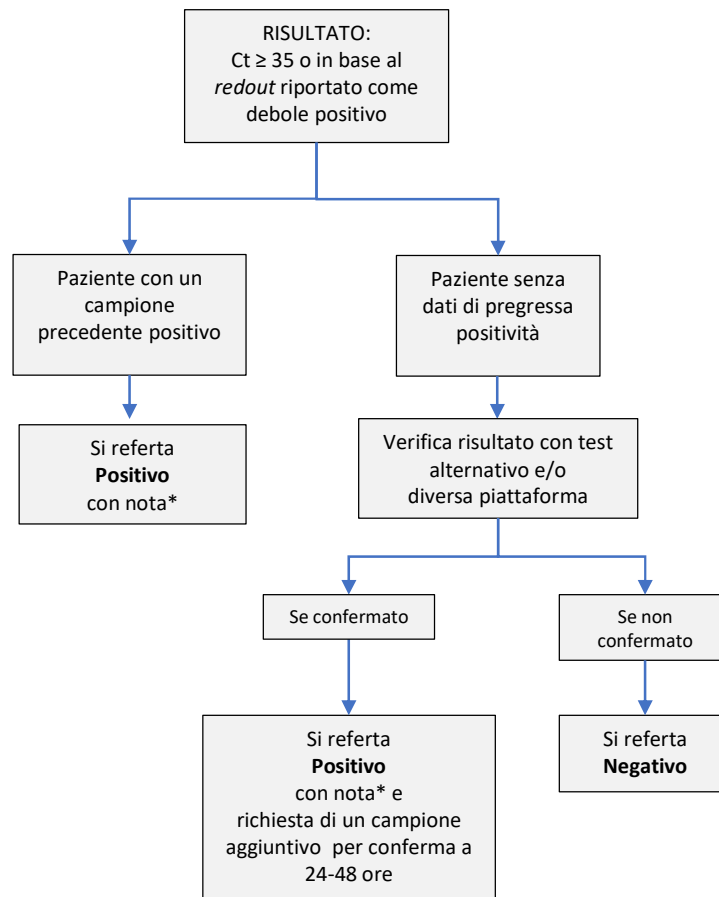 RISULTATO:
Ct ≥ 35 o in base al
redout riportato come
debole positivo
Paziente con un
campione
precedente positivo
Paziente senza
dati di pregressa
positività
Si referta
Positivo
con nota*
Verifica risultato con test
alternativo e/o
diversa piattaforma
Se confermato
Se non
confermato
Si referta
Positivo
con nota* e
richiesta di un campione
aggiuntivo per conferma a
24-48 ore
Si referta
Negativo